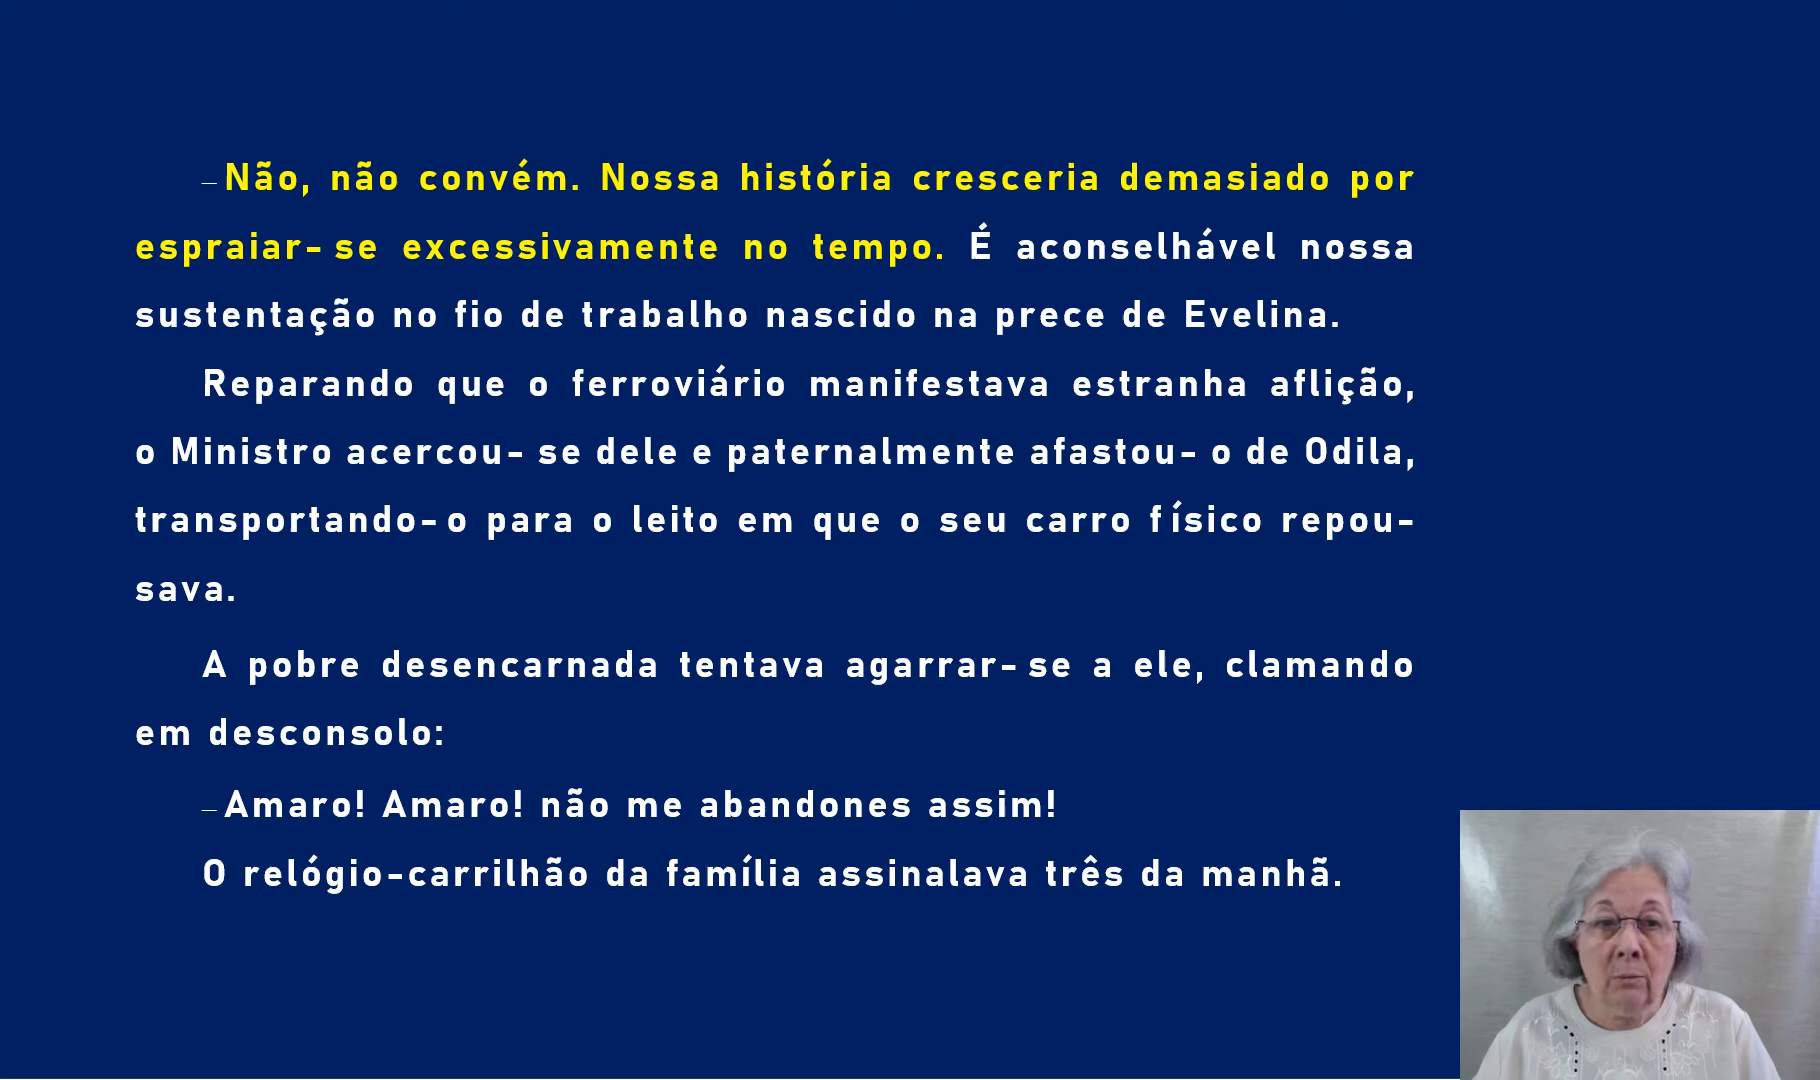 – Não, não convém. Nossa história cresceria demasiado por
espraiar-se excessivamente no tempo. É aconselhável nossa
sustentação no fio de trabalho nascido na prece de Evelina.
Reparando que o ferroviário manifestava estranha aflição,
o Ministro acercou-se dele e paternalmente afastou-o de Odila,
transportando-o para o leito em que o seu carro físico repou-
sava.
A pobre desencarnada tentava agarrar-se a ele, clamando
em desconsolo:
– Amaro! Amaro! não me abandones assim!
O relógio-carrilhão da família assinalava três da manhã.